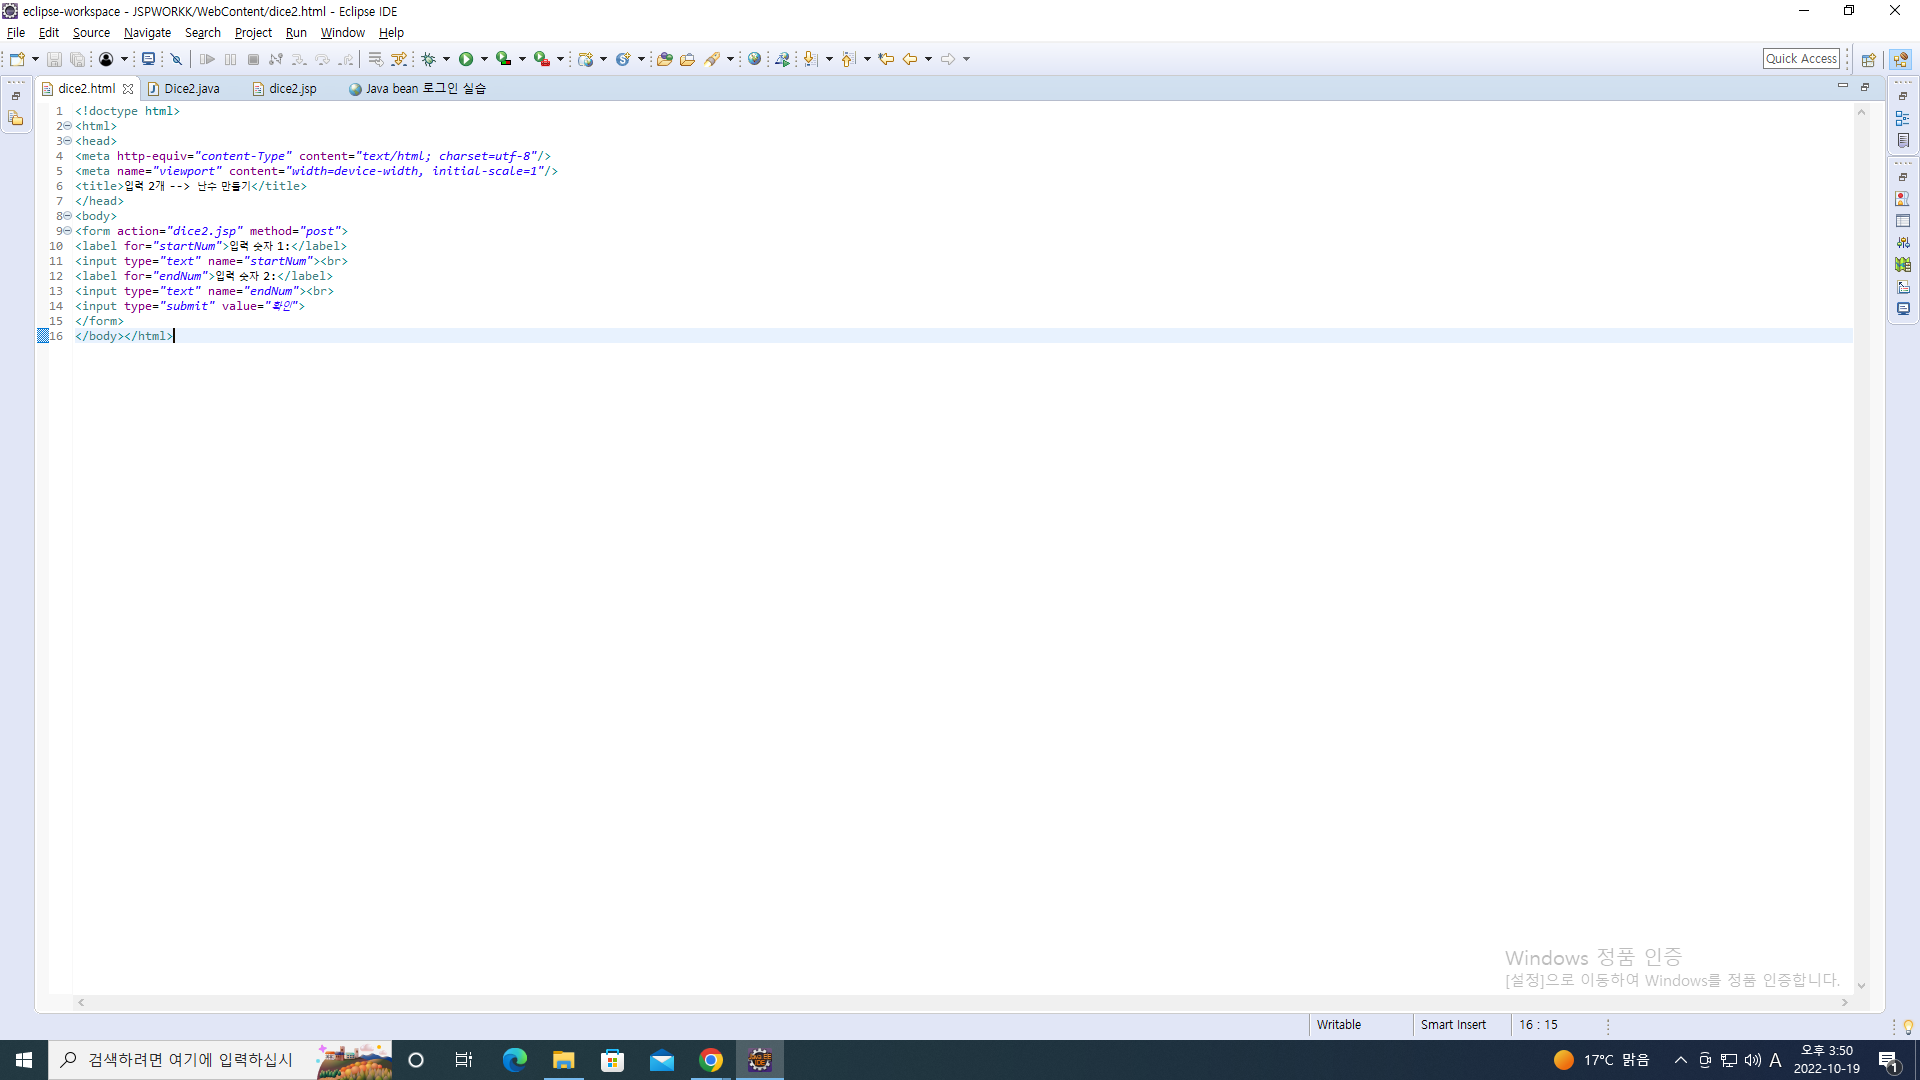 eclipse-workspace - JSPWORKK/WebContent/dice2.html - Eclipse IDE
File Edit Source Navigate Search Project Run Window Help
Quick Access
dice2.html Dice2.java dice2.jsp Java bean 로그인 실습
1 <!doctype html>
2 <html>
3 <head>
4 <meta http-equiv="content-Type" content="text/html; charset=utf-8"/>
5 <meta name="viewport" content="width=device-width, initial-scale=1"/>
6 <title>입력 2개 --> 난수 만들기</title>
7 </head>
8 <body>
9 <form action="dice2.jsp" method="post">
10 <label for="startNum">입력 숫자 1:</label>
11 <input type="text" name="startNum"><br>
12 <label for="endNum">입력 숫자 2:</label>
13 <input type="text" name="endNum"><br>
14 <input type="submit" value="확인">
15 </form>
16 </body></html>
Windows 정품 인증
[설정]으로 이동하여 Windows를 정품 인증합니다.
Writable Smart Insert 16 : 15
검색하려면 여기에 입력하십시
17°C 맑음 A 오후 3:50
2022-10-19
1